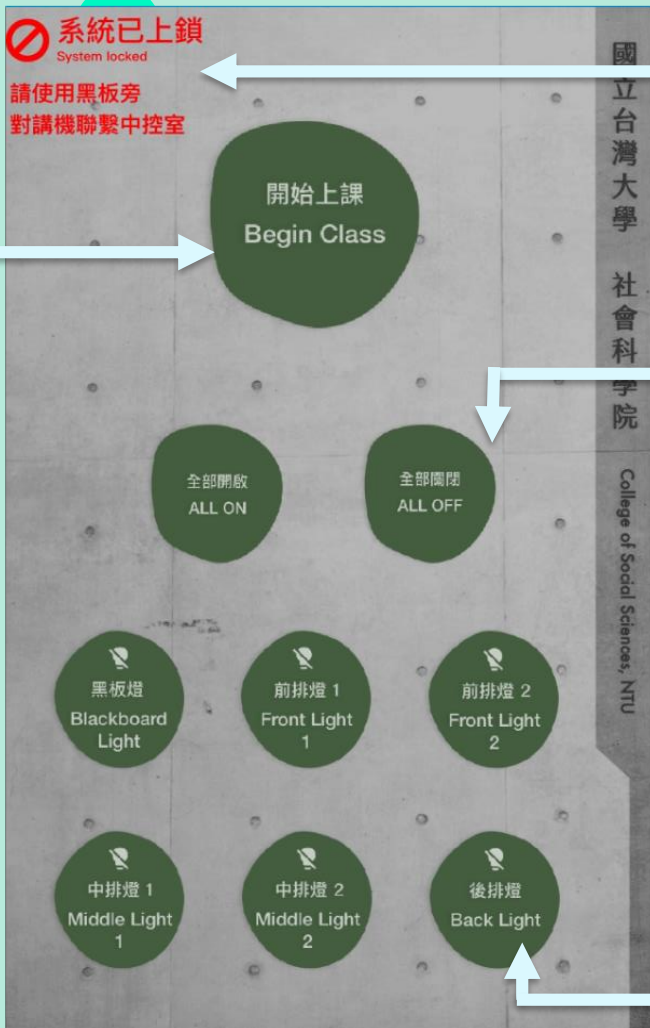 系統已上鎖
System locked
請使用黑板旁
對講機聯繫中控室
開始上課
Begin Class
全部開啟
ALL ON
全部關閉
ALL OFF
黑板燈
Blackboard
Light
前排燈 1
Front Light
1
前排燈 2
Front Light
2
中排燈 1
Middle Light
1
中排燈 2
Middle Light
2
後排燈
Back Light
國立台灣大學 社會科學院 College of Social Sciences, NTU